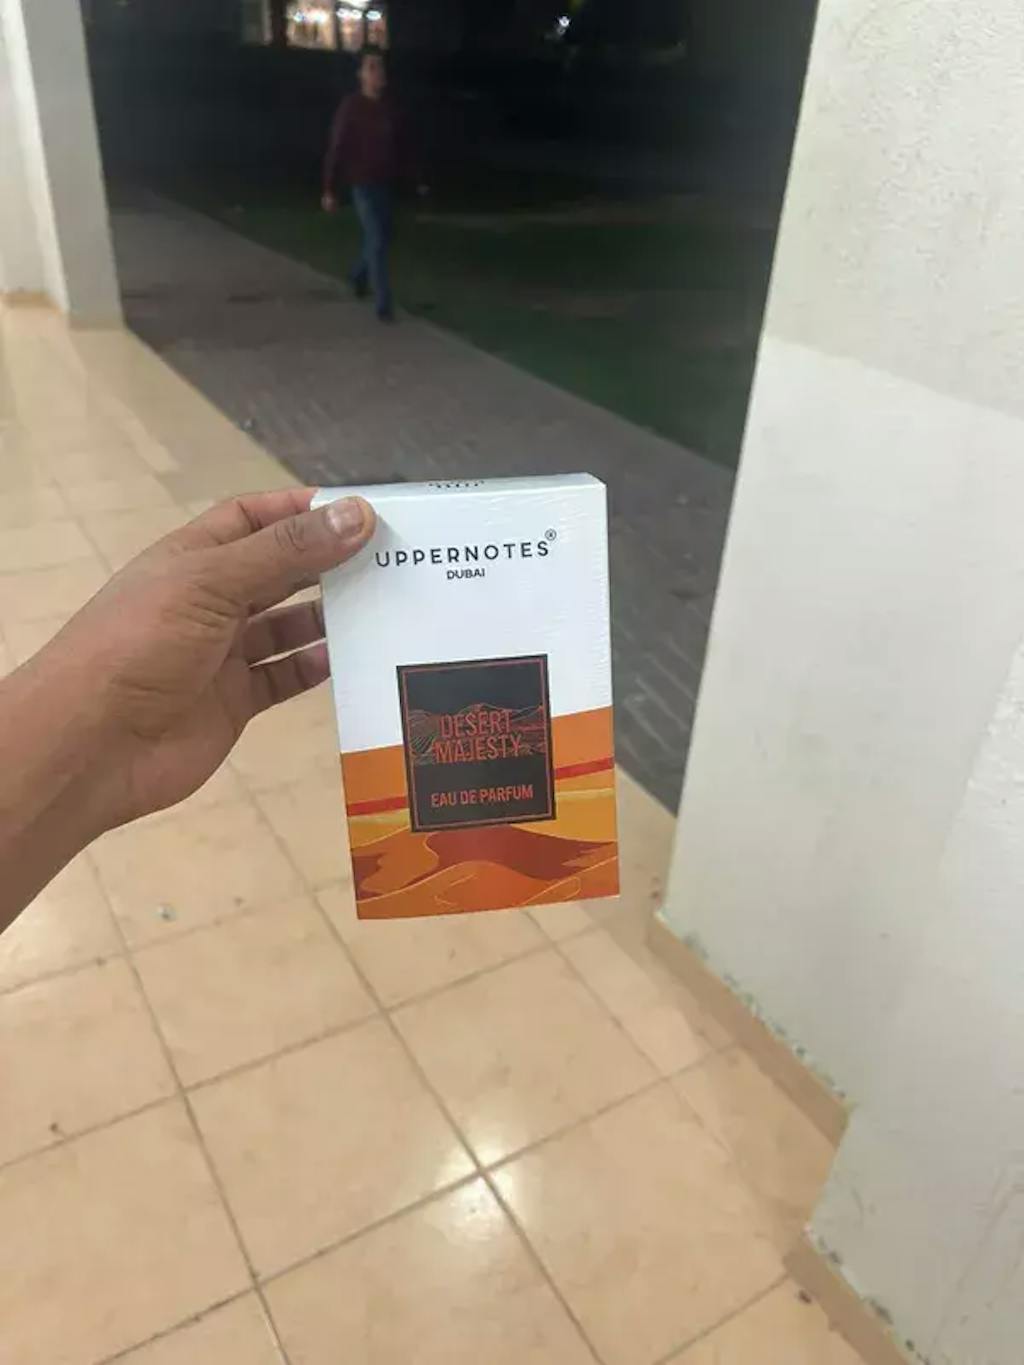 UPPERNOTES®
DUBAI
DESERT
MAJESTY
EAU DE PARFUM